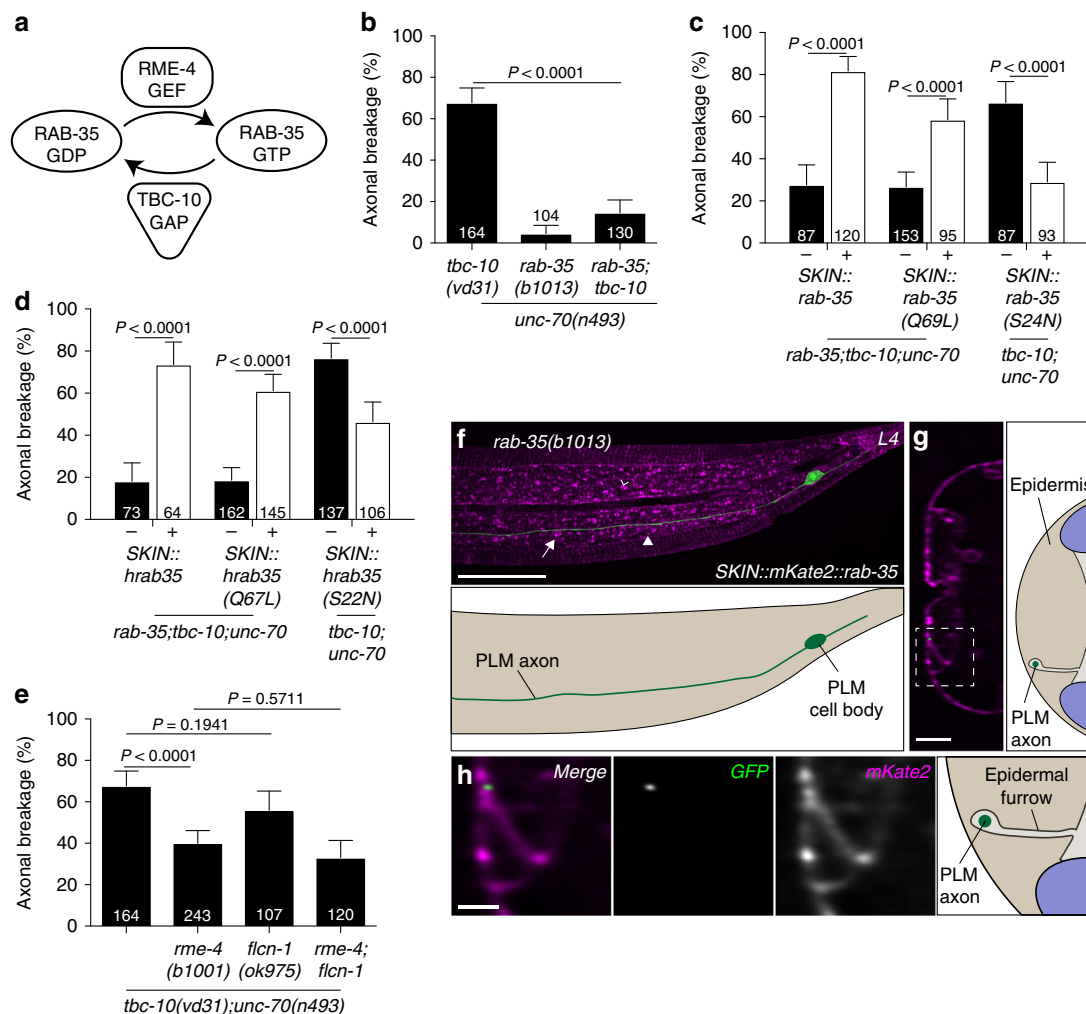 a
RME-4
GEF
RAB-35
GDP
RAB-35
GTP
TBC-10
GAP
b
Axonal breakage (%)
100
80
60
40
20
0
P < 0.0001
164
104
130
tbc-10
(vd31)
rab-35
(b1013)
rab-35;
tbc-10
unc-70(n493)
c
Axonal breakage (%)
100
80
60
40
20
0
P < 0.0001
P < 0.0001
P < 0.0001
87
120
153
95
87
93
− + − + − +
SKIN::
rab-35
SKIN::
rab-35
(Q69L)
SKIN::
rab-35
(S24N)
rab-35;tbc-10;unc-70
tbc-10;
unc-70
d
Axonal breakage (%)
100
80
60
40
20
0
P < 0.0001
P < 0.0001
P < 0.0001
73
64
162
145
137
106
− + − + − +
SKIN::
hrab35
SKIN::
hrab35
(Q67L)
SKIN::
hrab35
(S22N)
rab-35;tbc-10;unc-70
tbc-10;
unc-70
e
Axonal breakage (%)
100
80
60
40
20
0
P = 0.5711
P = 0.1941
P < 0.0001
164
243
107
120
rme-4
(b1001)
flcn-1
(ok975)
rme-4;
flcn-1
tbc-10(vd31);unc-70(n493)
f
rab-35(b1013)
L4
SKIN::mKate2::rab-35
PLM axon
PLM
cell body
g
Epidermis
PLM
axon
h
Merge
GFP
mKate2
Epidermal
furrow
PLM
axon